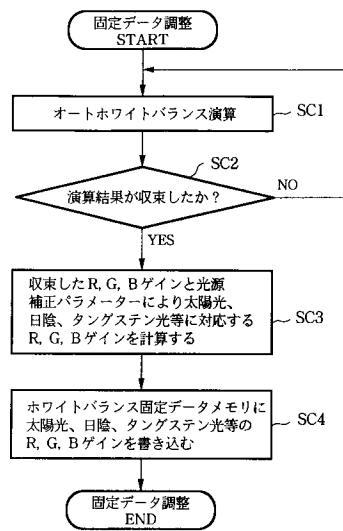 固定データ調整
START
オートホワイトバランス演算
SC1
SC2
演算結果が収束したか？
NO
YES
収束したR, G, Bゲインと光源
補正パラメーターにより太陽光、
日陰、タングステン光等に対応する
R, G, Bゲインを計算する
SC3
ホワイトバランス固定データメモリに
太陽光、日陰、タングステン光等の
R, G, Bゲインを書き込む
SC4
固定データ調整
END